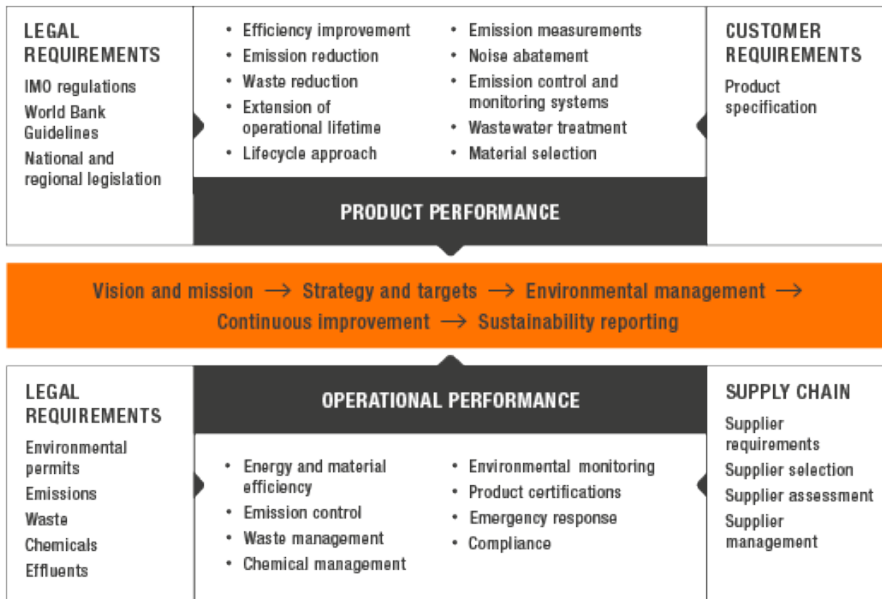 LEGAL
REQUIREMENTS
IMO regulations
World Bank
Guidelines
National and
regional legislation
• Efficiency improvement
• Emission reduction
• Waste reduction
• Extension of
operational lifetime
• Lifecycle approach
• Emission measurements
• Noise abatement
• Emission control and
monitoring systems
• Wastewater treatment
• Material selection
CUSTOMER
REQUIREMENTS
Product
specification
PRODUCT PERFORMANCE
Vision and mission → Strategy and targets → Environmental management →
Continuous improvement → Sustainability reporting
LEGAL
REQUIREMENTS
Environmental
permits
Emissions
Waste
Chemicals
Effluents
OPERATIONAL PERFORMANCE
• Energy and material
efficiency
• Emission control
• Waste management
• Chemical management
• Environmental monitoring
• Product certifications
• Emergency response
• Compliance
SUPPLY CHAIN
Supplier
requirements
Supplier selection
Supplier assessment
Supplier
management